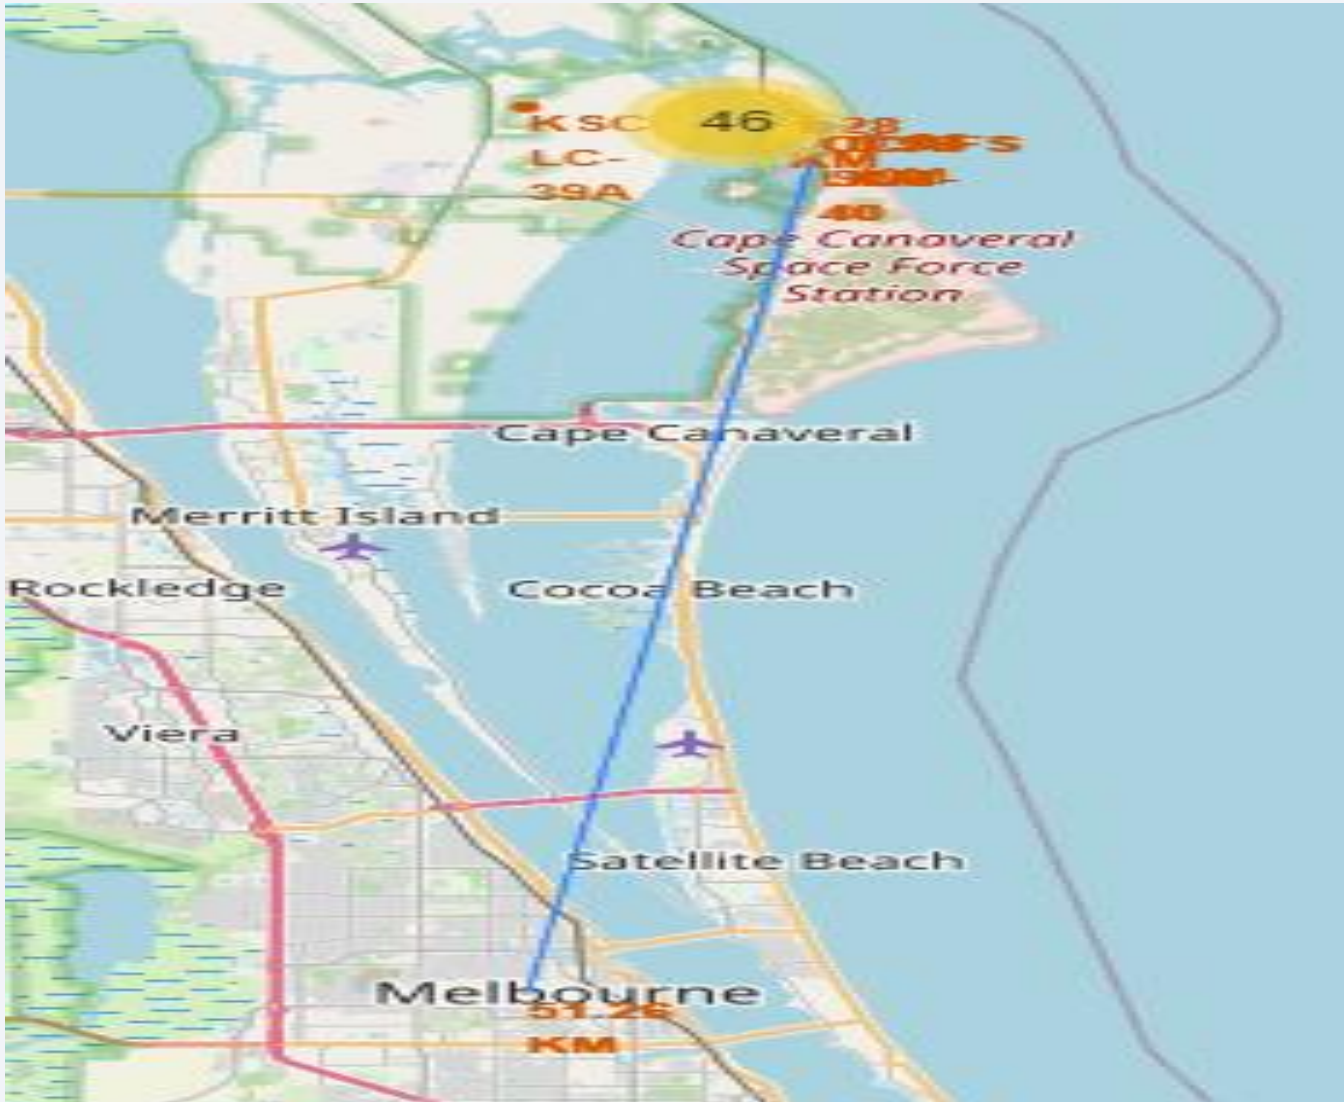 46
KSC
LC-
39A
28
KM
40
Cape Canaveral
Space Force
Station
Cape Canaveral
Merritt Island
Rockledge
Cocoa Beach
Viera
Satellite Beach
Melbourne
51.26
KM